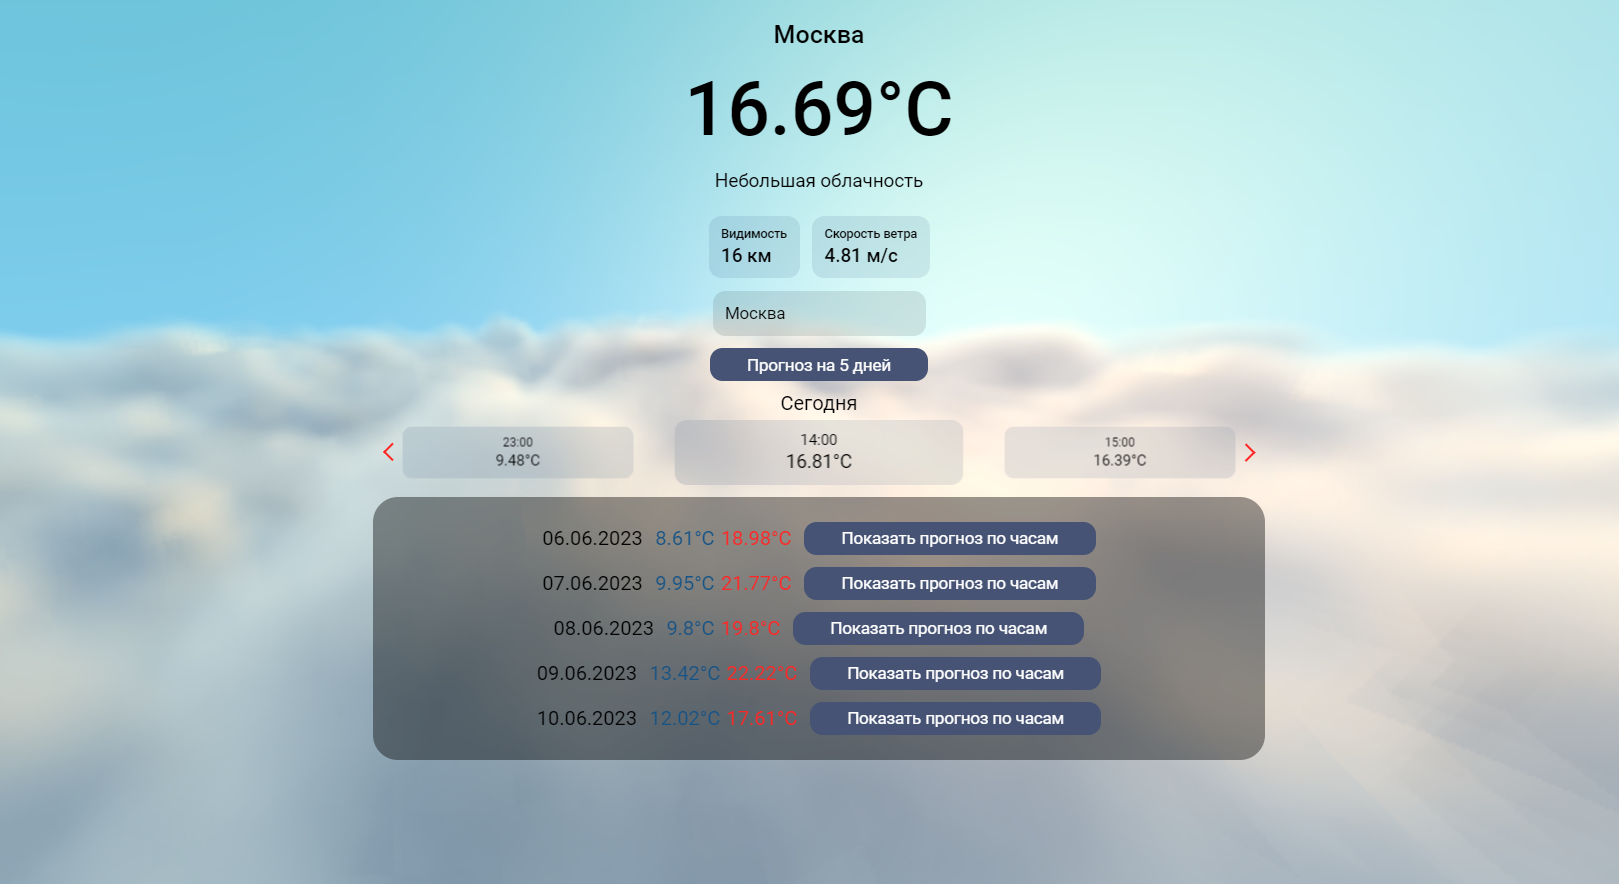 Москва
16.69°C
Небольшая облачность
Видимость Скорость ветра
16 км 4.81 м/с
Москва
Прогноз на 5 дней
Сегодня
23:00 14:00 15:00
9.48°C 16.81°C 16.39°C
06.06.2023 8.61°C 18.98°C Показать прогноз по часам
07.06.2023 9.95°C 21.77°C Показать прогноз по часам
08.06.2023 9.8°C 19.8°C Показать прогноз по часам
09.06.2023 13.42°C 22.22°C Показать прогноз по часам
10.06.2023 12.02°C 17.61°C Показать прогноз по часам